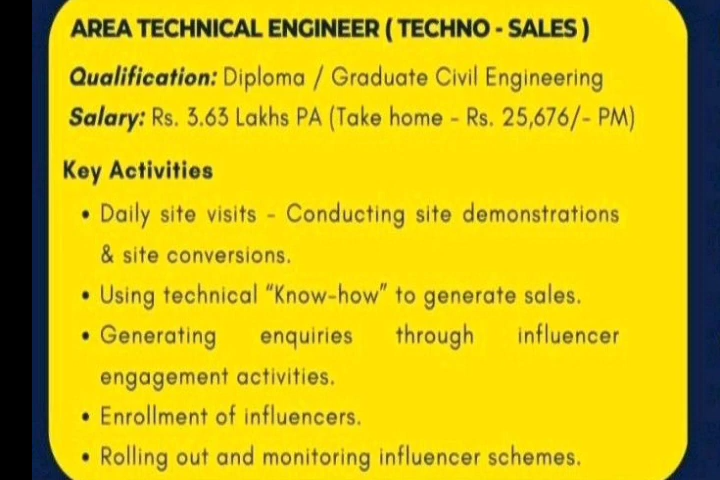 AREA TECHNICAL ENGINEER ( TECHNO - SALES )
Qualification: Diploma / Graduate Civil Engineering
Salary: Rs. 3.63 Lakhs PA (Take home - Rs. 25,676/- PM)
Key Activities
• Daily site visits - Conducting site demonstrations
& site conversions.
• Using technical “Know-how” to generate sales.
• Generating enquiries through influencer
engagement activities.
• Enrollment of influencers.
• Rolling out and monitoring influencer schemes.